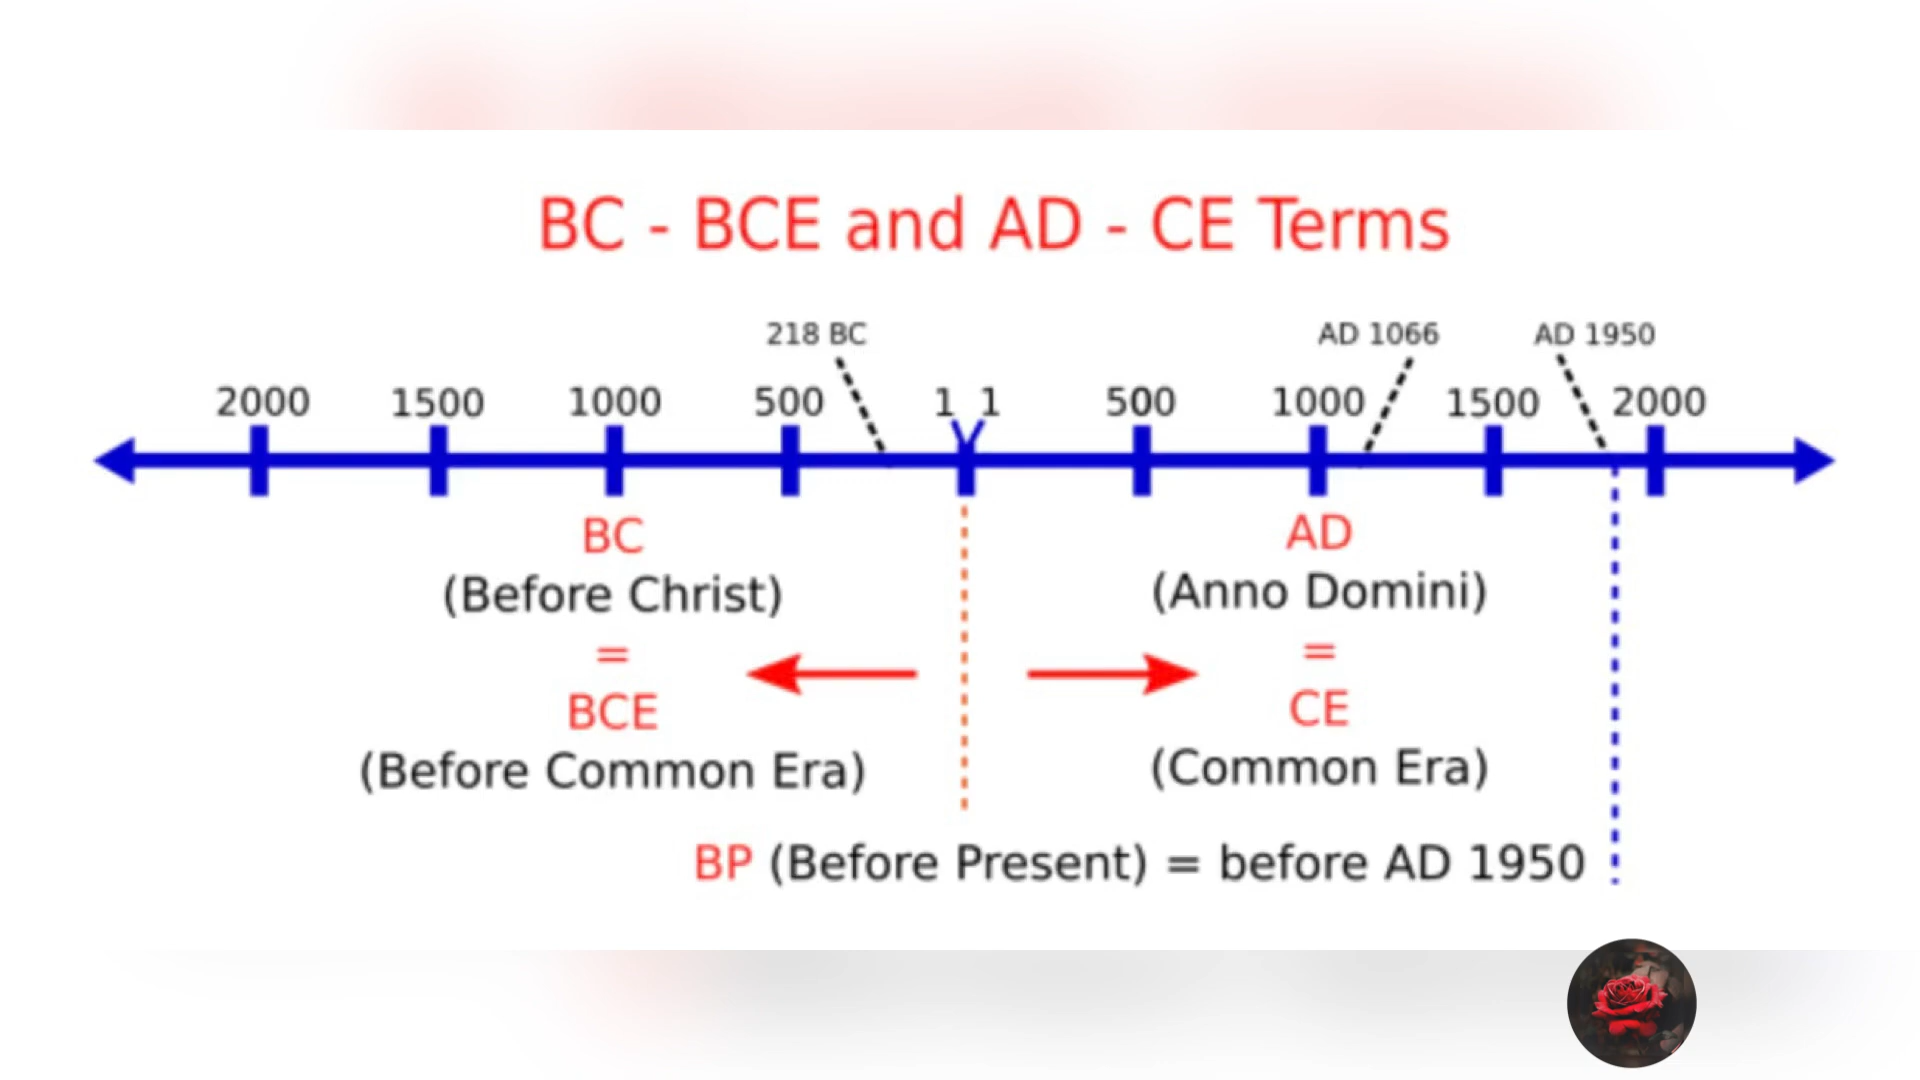 BC - BCE and AD - CE Terms
218 BC AD 1066 AD 1950
2000 1500 1000 500 1 1 500 1000 1500 2000
BC AD
(Before Christ) (Anno Domini)
= =
BCE CE
(Before Common Era) (Common Era)
BP (Before Present) = before AD 1950